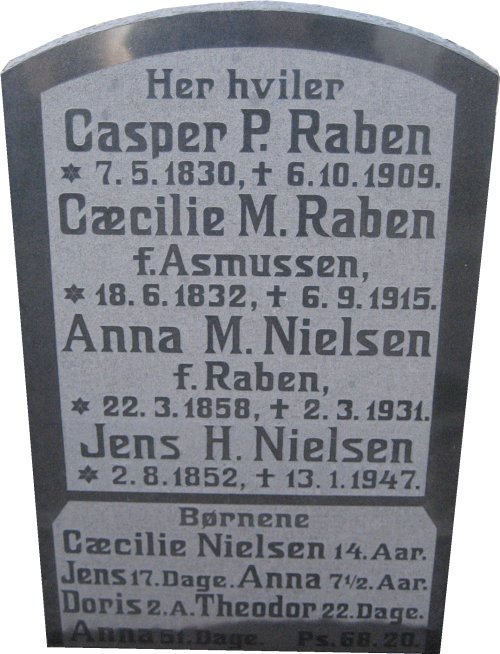 Her hviler
Casper P. Raben
* 7.5.1830, † 6.10.1909.
Cæcilie M. Raben
f. Asmussen,
* 18.6.1832, † 6.9.1915.
Anna M. Nielsen
f. Raben,
* 22.3.1858, † 2.3.1931.
Jens H. Nielsen
* 2.8.1852, † 13.1.1947.
Børnene
Cæcilie Nielsen 14. Aar.
Jens 17. Dage. Anna 7½. Aar.
Doris 2. A. Theodor 22. Dage.
Anna 51. Dage. Ps. 68. 20.